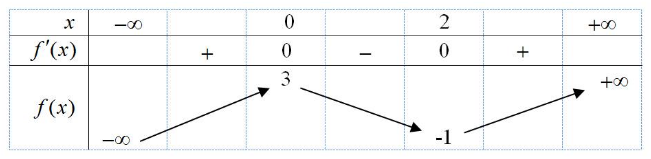 x −∞ 0 2 +∞
f′(x) + 0 − 0 +
3 +∞
f(x)
−∞ -1